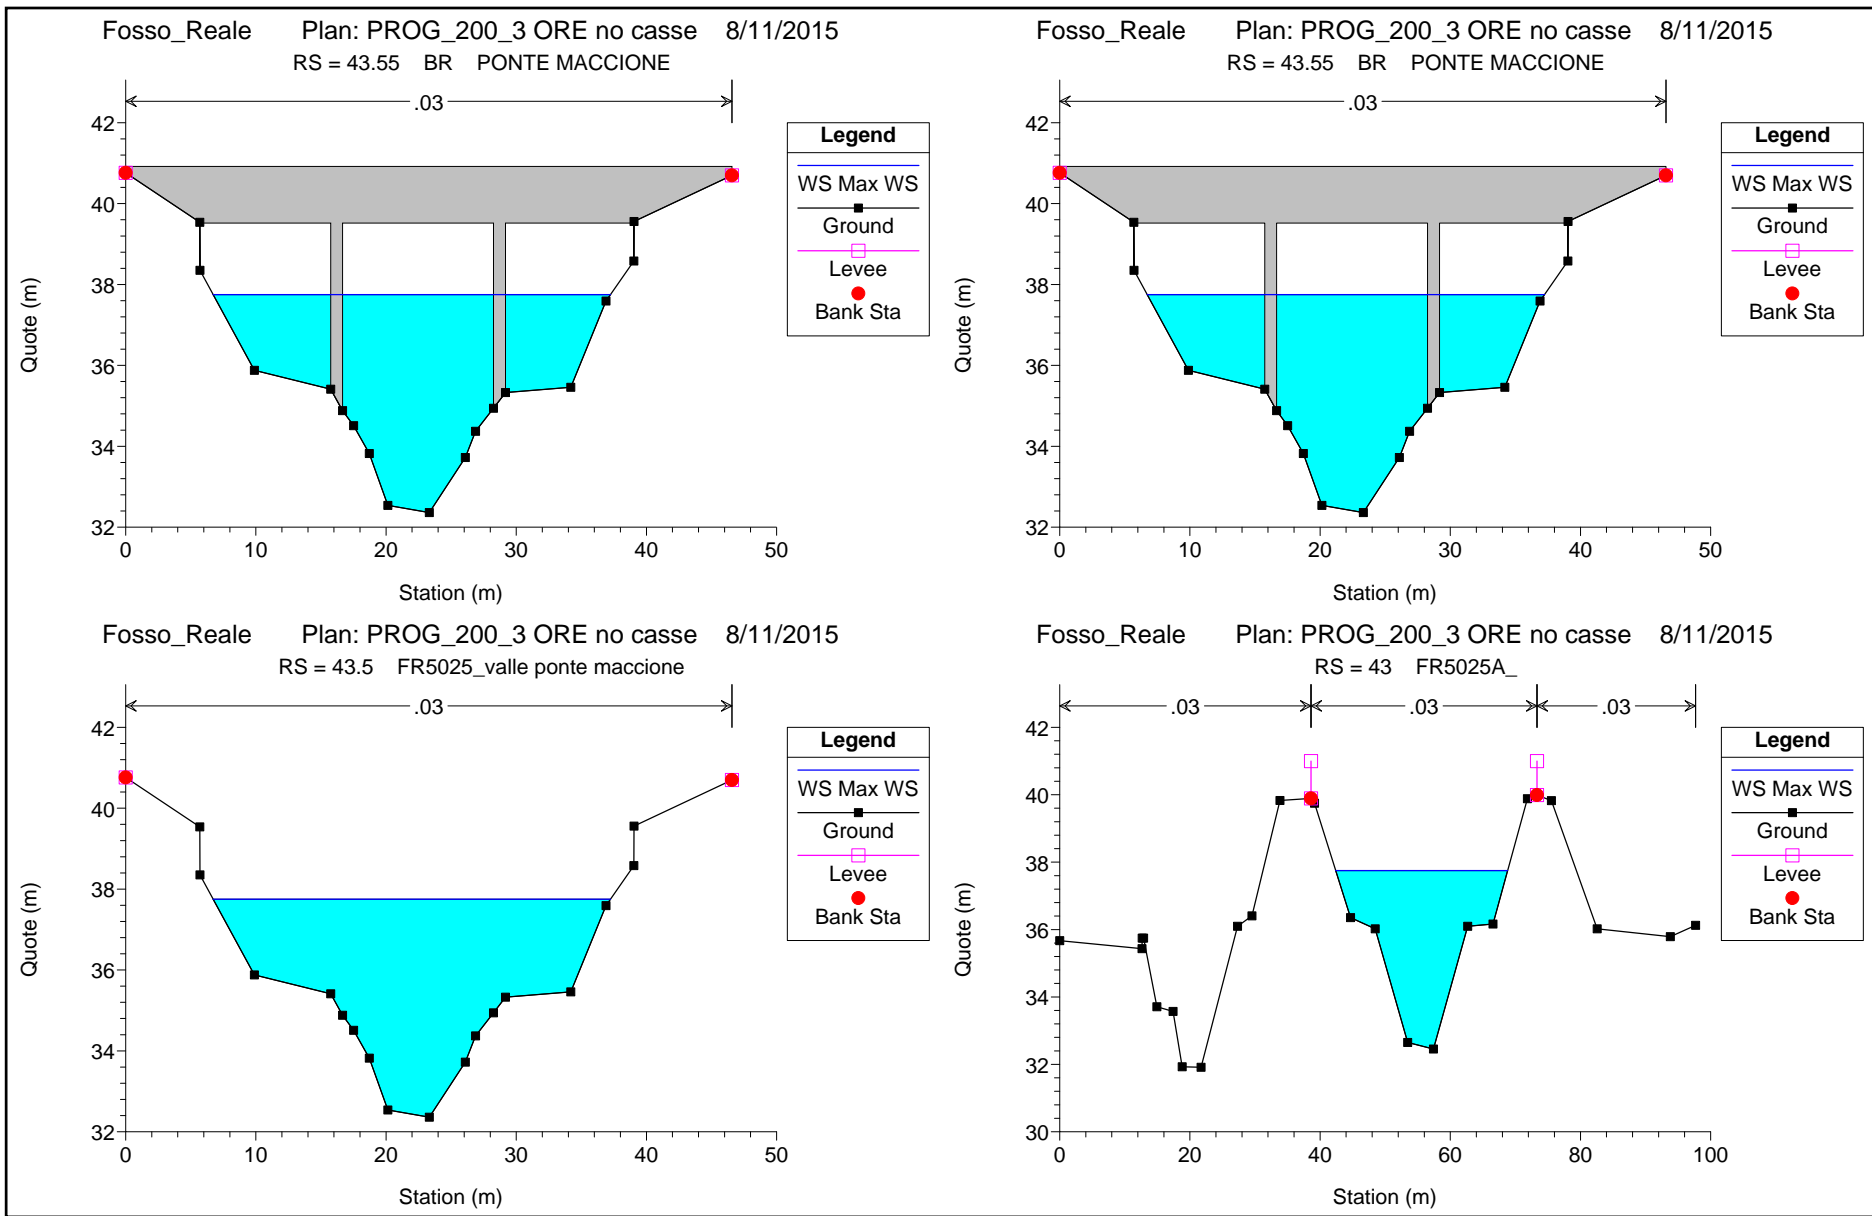 Fosso_Reale Plan: PROG_200_3 ORE no casse 8/11/2015
RS = 43.55 BR PONTE MACCIONE
.03
42
40
38
36
34
32
Quote (m)
0 10 20 30 40 50
Station (m)
Legend
WS Max WS
Ground
Levee
Bank Sta
Fosso_Reale Plan: PROG_200_3 ORE no casse 8/11/2015
RS = 43.55 BR PONTE MACCIONE
.03
42
40
38
36
34
32
Quote (m)
0 10 20 30 40 50
Station (m)
Legend
WS Max WS
Ground
Levee
Bank Sta
Fosso_Reale Plan: PROG_200_3 ORE no casse 8/11/2015
RS = 43.5 FR5025_valle ponte maccione
.03
42
40
38
36
34
32
Quote (m)
0 10 20 30 40 50
Station (m)
Legend
WS Max WS
Ground
Levee
Bank Sta
Fosso_Reale Plan: PROG_200_3 ORE no casse 8/11/2015
RS = 43 FR5025A_
.03 .03 .03
42
40
38
36
34
32
30
Quote (m)
0 20 40 60 80 100
Station (m)
Legend
WS Max WS
Ground
Levee
Bank Sta